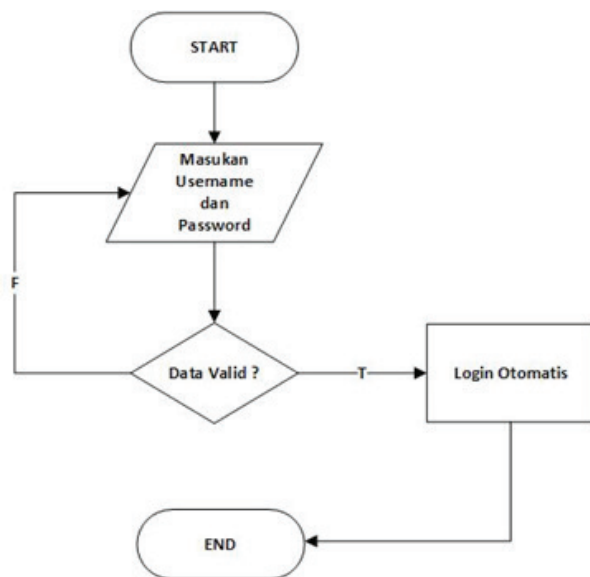 START
Masukan
Username
dan
Password
F
Data Valid ?
T
Login Otomatis
END